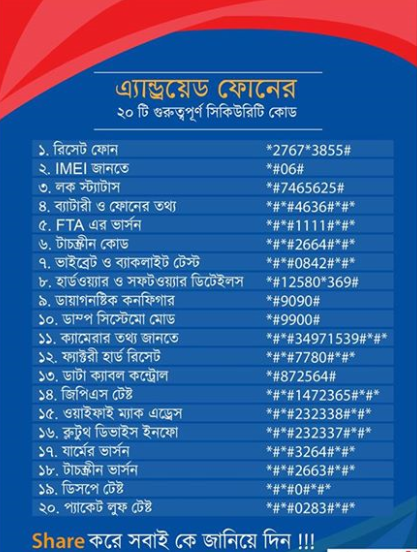 এ্যান্ড্রয়েড ফোনের
২০ টি গুরুত্বপূর্ণ সিকিউরিটি কোড
১. রিসেট ফোন *2767*3855#
২. IMEI জানতে *#06#
৩. লক স্ট্যাটাস *#7465625#
৪. ব্যাটারী ও ফোনের তথ্য *#*#4636#*#*
৫. FTA এর ভার্সন *#*#1111#*#*
৬. টাচস্ক্রীন কোড *#*#2664#*#*
৭. ভাইব্রেট ও ব্যাকলাইট টেস্ট *#*#0842#*#*
৮. হার্ডওয়্যার ও সফটওয়্যার ডিটেইলস *#12580*369#
৯. ডায়াগনষ্টিক কনফিগার *#9090#
১০. ডাম্প সিস্টেমো মোড *#9900#
১১. ক্যামেরার তথ্য জানতে *#*#34971539#*#*
১২. ফ্যাক্টরী হার্ড রিসেট *#*#7780#*#*
১৩. ডাটা ক্যাবল কন্ট্রোল *#872564#
১৪. জিপিএস টেষ্ট *#*#1472365#*#*
১৫. ওয়াইফাই ম্যাক এড্রেস *#*#232338#*#*
১৬. ব্লুটুথ ডিভাইস ইনফো *#*#232337#*#*
১৭. র‍্যামের ভার্সন *#*#3264#*#*
১৮. টাচস্ক্রীন ভার্সন *#*#2663#*#*
১৯. ডিসপে টেষ্ট *#*#0#*#*
২০. প্যাকেট লুফ টেষ্ট *#*#0283#*#*
Share করে সবাই কে জানিয়ে দিন !!!